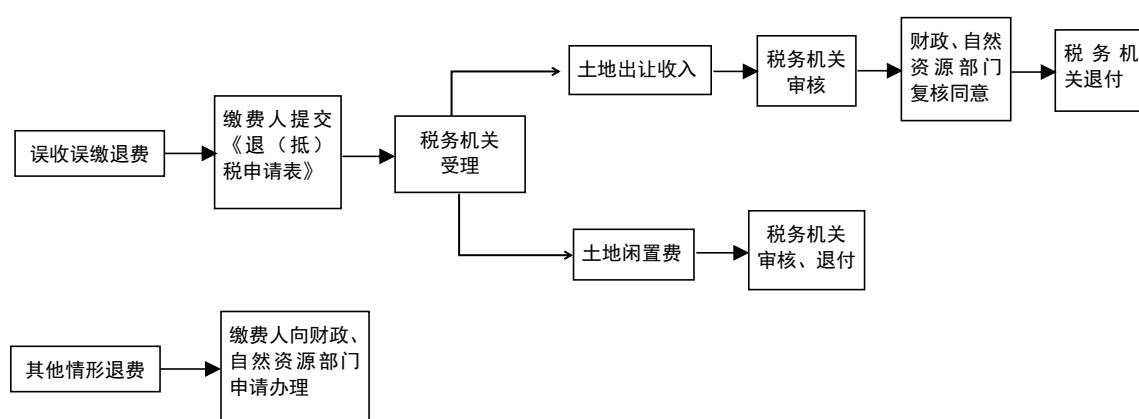 误收误缴退费
缴费人提交
《退（抵）
税申请表》
税务机关
受理
土地出让收入
税务机关
审核
财政、自然
资源部门
复核同意
税务机
关退付
土地闲置费
税务机关
审核、退付
其他情形退费
缴费人向财政、
自然资源部门
申请办理